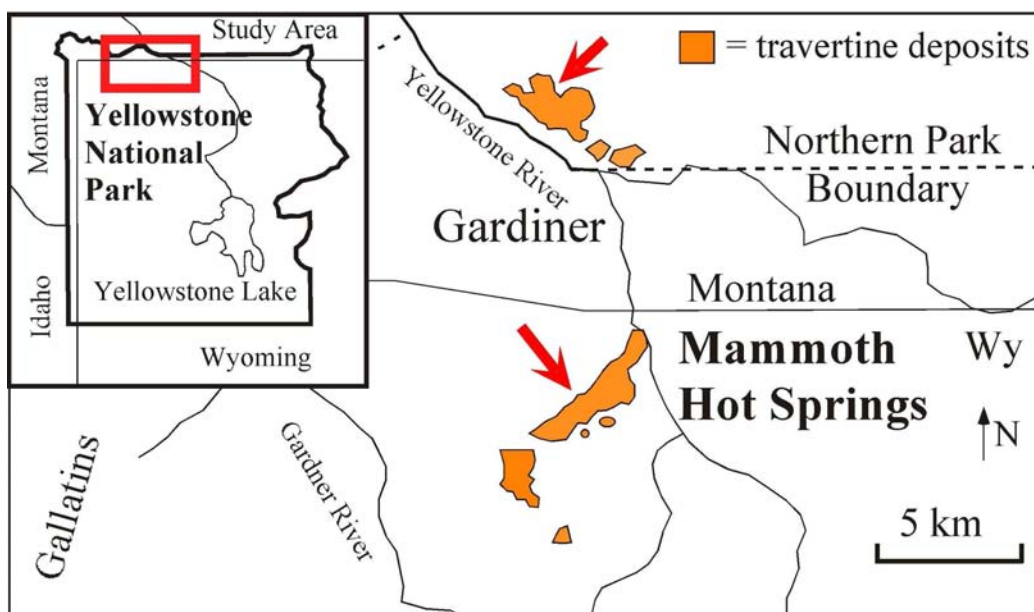 Study Area
Montana
Yellowstone
National
Park
Yellowstone Lake
Idaho
Wyoming
= travertine deposits
Yellowstone River
Northern Park
Boundary
Gardiner
Montana
Mammoth
Hot Springs
Wy
N
Gallatins
Gardner River
5 km